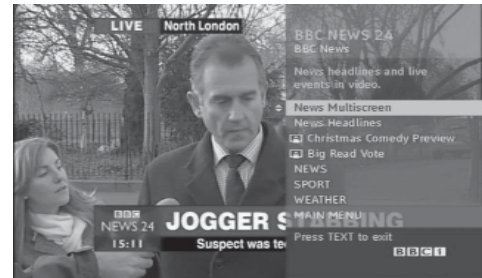 LIVE North London
BBC NEWS 24
BBC News
News headlines and live
events in video.
News Multiscreen
News Headlines
Christmas Comedy Preview
Big Read Vote
NEWS
SPORT
WEATHER
MAIN MENU
Press TEXT to exit
BBC 1
BBC
NEWS 24
15:11
JOGGER STABBING
Suspect was